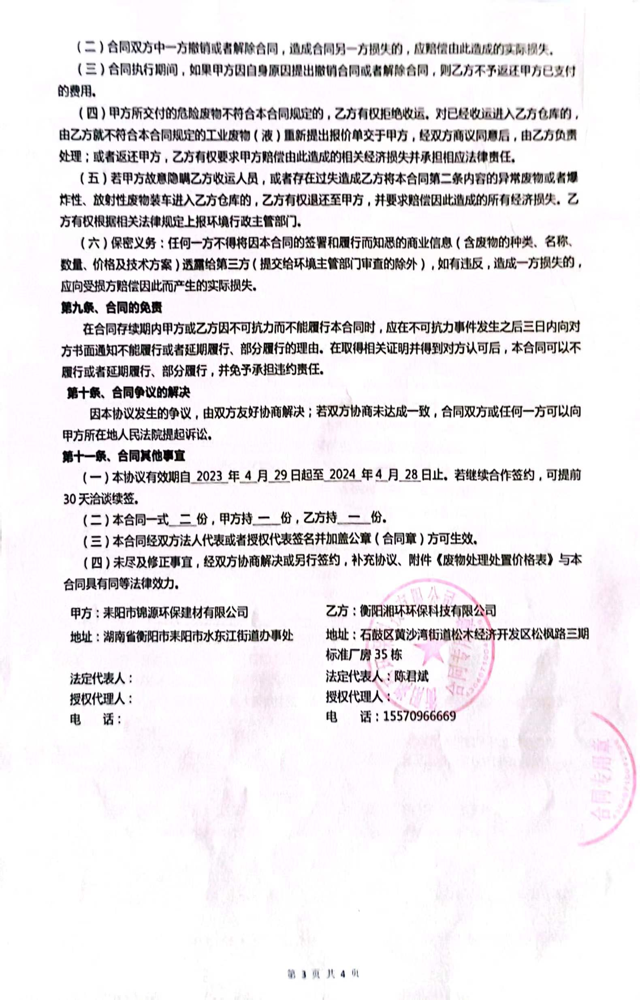 （二）合同双方中一方撤销或者解除合同，造成合同另一方损失的，应赔偿由此造成的实际损失。
（三）合同执行期间，如果甲方因自身原因提出撤销合同或者解除合同，则乙方不予返还甲方已支付
的费用。
（四）甲方所交付的危险废物不符合本合同规定的，乙方有权拒绝收运。对已经收运进入乙方仓库的，
由乙方就不符合本合同规定的工业废物（液）重新提出报价单交于甲方，经双方商议同意后，由乙方负责
处理；或者返还甲方，乙方有权要求甲方赔偿由此造成的相关经济损失并承担相应法律责任。
（五）若甲方故意隐瞒乙方收运人员，或者存在过失造成乙方将本合同第二条内容的异常废物或者爆
炸性、放射性废物装车进入乙方仓库的，乙方有权退还至甲方，并要求赔偿因此造成的所有经济损失。乙
方有权根据相关法律规定上报环境行政主管部门。
（六）保密义务：任何一方不得将因本合同的签署和履行而知悉的商业信息（含废物的种类、名称、
数量、价格及技术方案）透露给第三方（提交给环境主管部门审查的除外），如有违反，造成一方损失的，
应向受损方赔偿因此而产生的实际损失。
第九条、合同的免责
在合同存续期内甲方或乙方因不可抗力而不能履行本合同时，应在不可抗力事件发生之后三日内向对
方书面通知不能履行或者延期履行、部分履行的理由。在取得相关证明并得到对方认可后，本合同可以不
履行或者延期履行、部分履行，并免予承担违约责任。
第十条、合同争议的解决
因本协议发生的争议，由双方友好协商解决；若双方协商未达成一致，合同双方或任何一方可以向
甲方所在地人民法院提起诉讼。
第十一条、合同其他事宜
（一）本协议有效期自 2023 年 4 月 29 日起至 2024 年 4 月 28 日止。若继续合作签约，可提前
30 天洽谈续签。
（二）本合同一式 二 份，甲方持 一 份，乙方持 一 份。
（三）本合同经双方法人代表或者授权代表签名并加盖公章（合同章）方可生效。
（四）未尽及修正事宜，经双方协商解决或另行签约，补充协议、附件《废物处理处置价格表》与本
合同具有同等法律效力。
甲方：耒阳市锦源环保建材有限公司
地址：湖南省衡阳市耒阳市水东江街道办事处
法定代表人：
授权代理人：
电 话：
乙方：衡阳湘环环保科技有限公司
地址：石鼓区黄沙湾街道松木经济开发区松枫路三期
标准厂房 35 栋
法定代表人：陈君斌
授权代理人：
电 话：15570966669
合同专用章
第 3 页 共 4 页